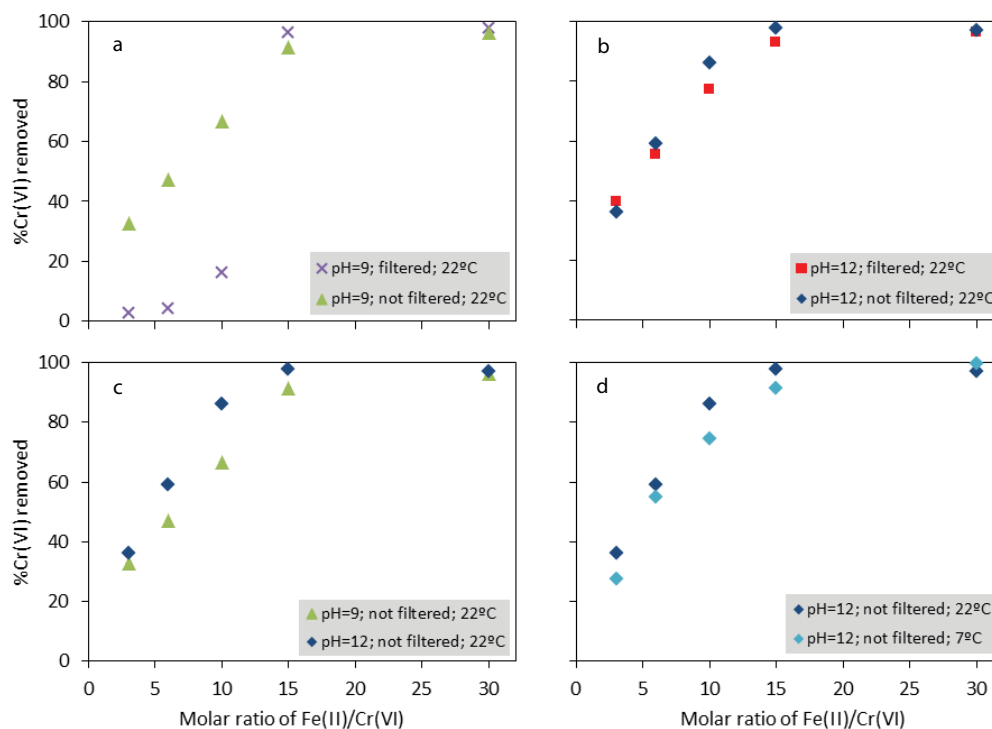 100
80
60
40
20
0
%Cr(VI) removed
a
pH=9; filtered; 22ºC
pH=9; not filtered; 22ºC
b
pH=12; filtered; 22ºC
pH=12; not filtered; 22ºC
100
80
60
40
20
0
%Cr(VI) removed
c
pH=9; not filtered; 22ºC
pH=12; not filtered; 22ºC
0 5 10 15 20 25 30
Molar ratio of Fe(II)/Cr(VI)
d
pH=12; not filtered; 22ºC
pH=12; not filtered; 7ºC
0 5 10 15 20 25 30
Molar ratio of Fe(II)/Cr(VI)